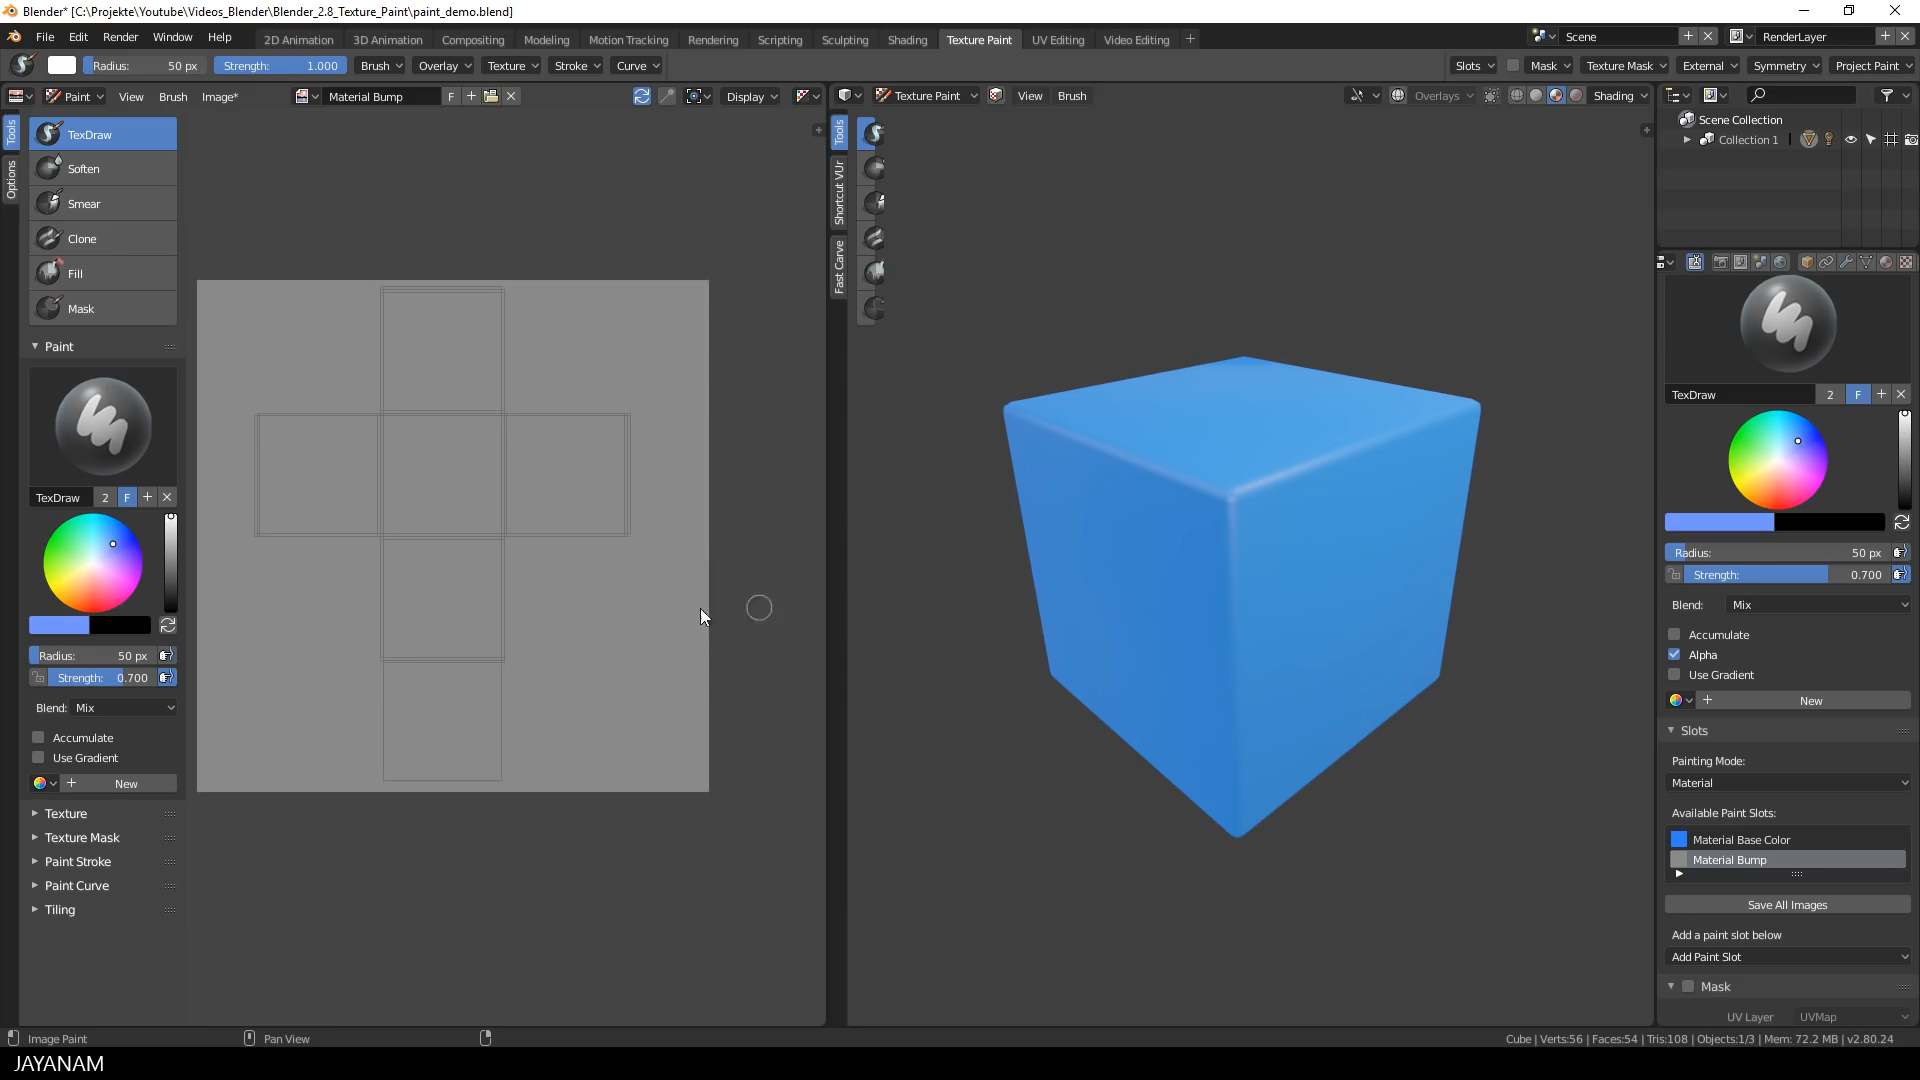 Blender* [C:\Projekte\Youtube\Videos_Blender\Blender_2.8_Texture_Paint\paint_demo.blend]
File Edit Render Window Help 2D Animation 3D Animation Compositing Modeling Motion Tracking Rendering Scripting Sculpting Shading Texture Paint UV Editing Video Editing + Scene RenderLayer
Radius: 50 px Strength: 1.000 Brush Overlay Texture Stroke Curve Slots Mask Texture Mask External Symmetry Project Paint
Paint View Brush Image* Material Bump F Display Texture Paint View Brush Overlays Shading
Tools
Options
TexDraw
Soften
Smear
Clone
Fill
Mask
Paint
TexDraw 2 F
Radius: 50 px
Strength: 0.700
Blend: Mix
Accumulate
Use Gradient
New
Texture
Texture Mask
Paint Stroke
Paint Curve
Tiling
Tools
Shortcut VUr
Fast Carve
Scene Collection
Collection 1
TexDraw 2 F
Radius: 50 px
Strength: 0.700
Blend: Mix
Accumulate
Alpha
Use Gradient
New
Slots
Painting Mode:
Material
Available Paint Slots:
Material Base Color
Material Bump
Save All Images
Add a paint slot below
Add Paint Slot
Mask
UV Layer UVMap
Image Paint Pan View Cube | Verts:56 | Faces:54 | Tris:108 | Objects:1/3 | Mem: 72.2 MB | v2.80.24
JAYANAM